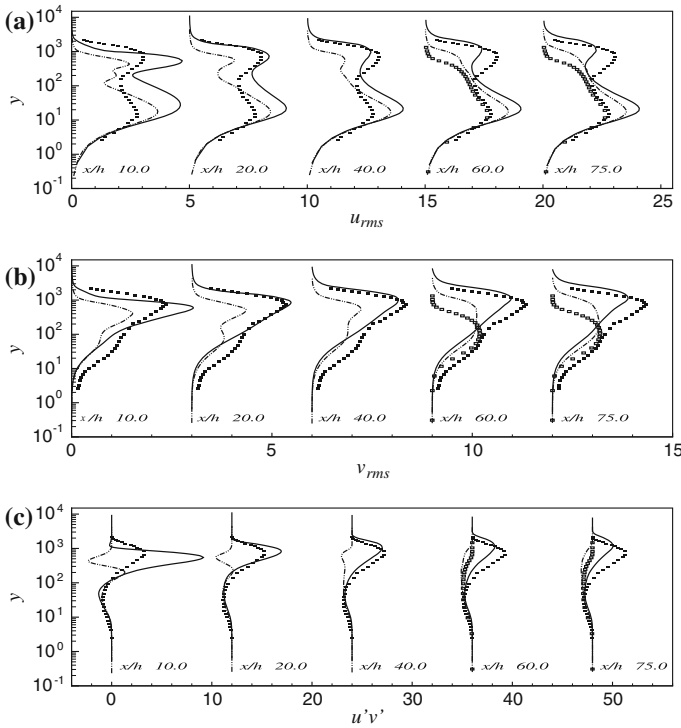 (a)
10^4
10^3
10^2
10^1
10^0
10^-1
y
x/h 10.0
x/h 20.0
x/h 40.0
x/h 60.0
x/h 75.0
0 5 10 15 20 25
u_rms
(b)
10^4
10^3
10^2
10^1
10^0
10^-1
y
x/h 10.0
x/h 20.0
x/h 40.0
x/h 60.0
x/h 75.0
0 5 10 15
v_rms
(c)
10^4
10^3
10^2
10^1
10^0
10^-1
y
x/h 10.0
x/h 20.0
x/h 40.0
x/h 60.0
x/h 75.0
0 10 20 30 40 50
u'v'